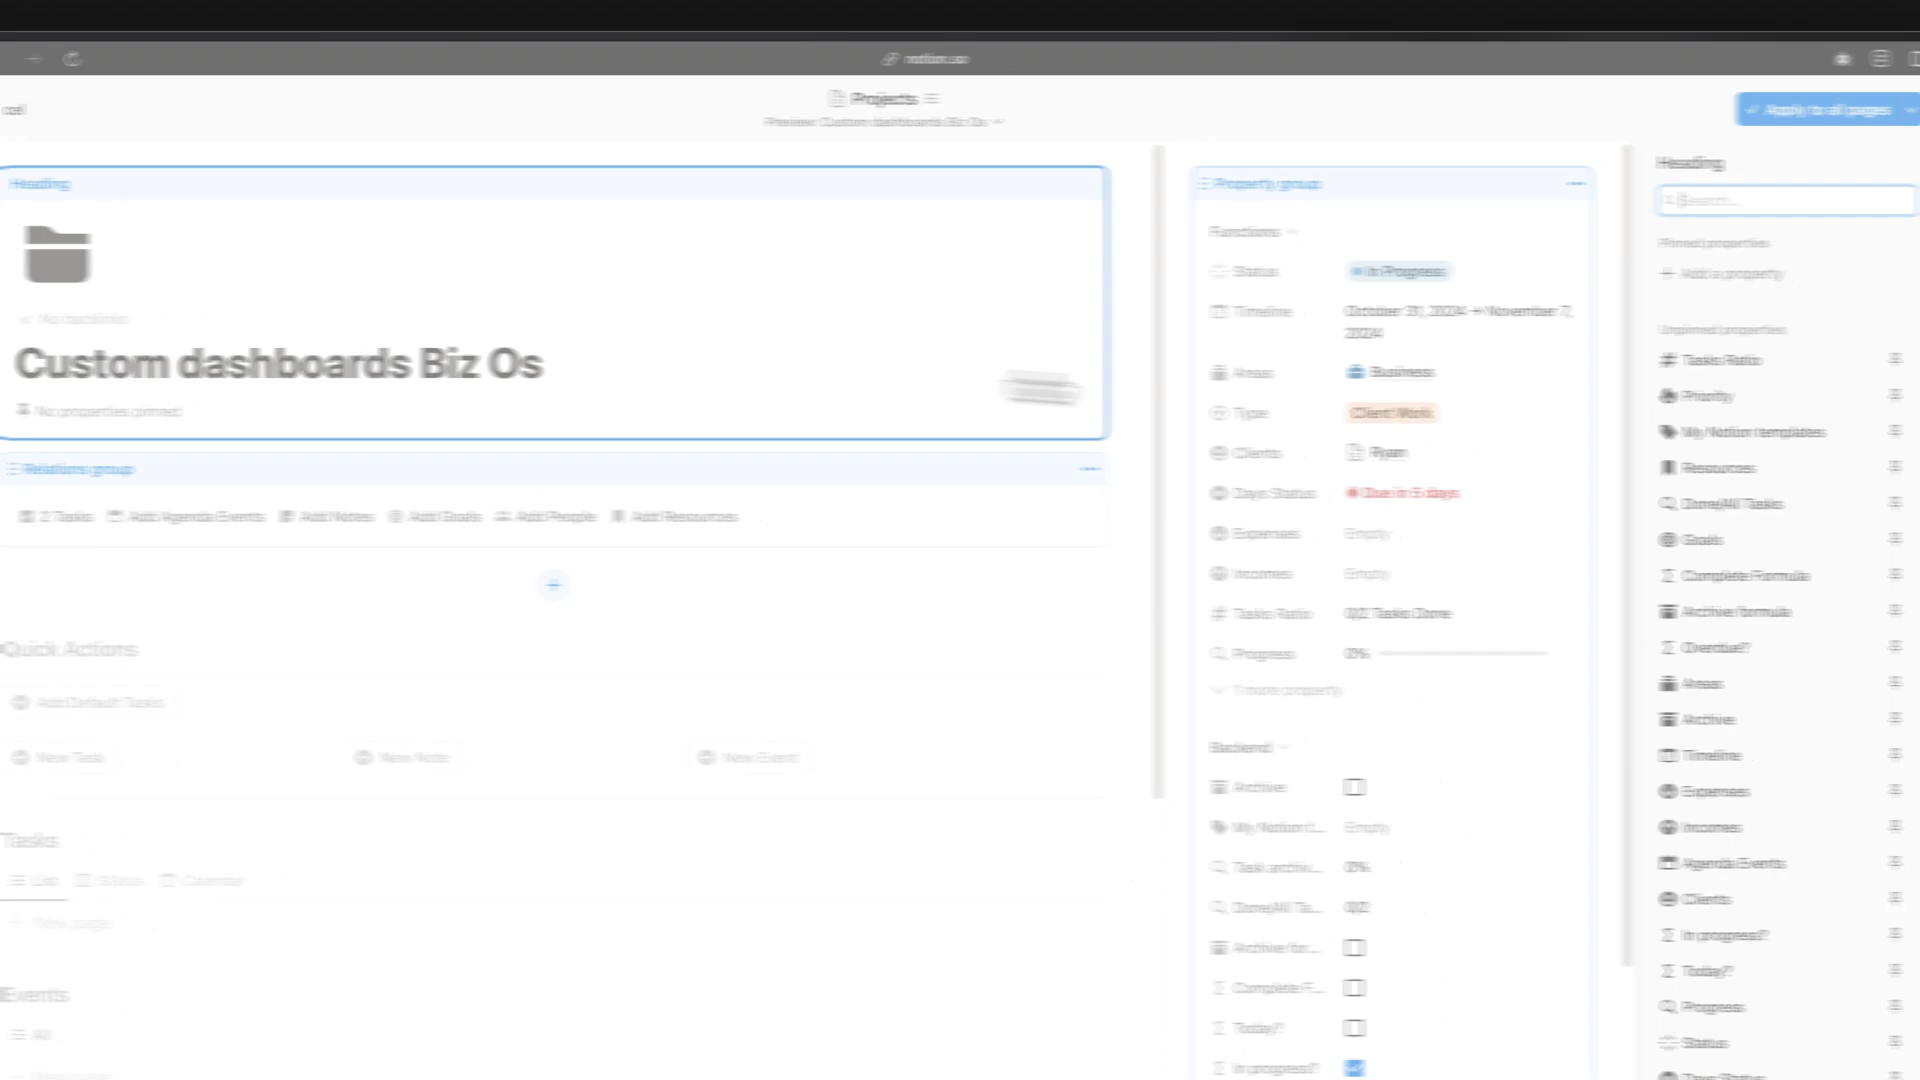 notion.so
cel
Projects
Preview: Custom dashboards Biz Os
Apply to all pages
Heading
No backlinks
Custom dashboards Biz Os
No properties pinned
Relations group
2 Tasks Add Agenda Events Add Notes Add Goals Add People Add Resources
Quick Actions
Add Default Tasks
New Task New Note New Event
Tasks
List Status Calendar
New page
Events
All
Property group
Functions
Status In Progress
Timeline October 31, 2024 → November 7, 2024
Areas Business
Type Client Work
Clients Ryan
Days Status Due in 5 days
Expenses Empty
Incomes Empty
Tasks Ratio 0/2 Tasks Done
Progress 0%
1 more property
Backend
Archive
My Notion t... Empty
Task archiv... 0%
Done/All Ta... 0/2
Archive for...
Complete F...
Today?
In progress?
Heading
Search...
Pinned properties
Add a property
Unpinned properties
Tasks Ratio
Priority
My Notion templates
Resources
Done/All Tasks
Goals
Complete Formula
Archive formula
Overdue?
Areas
Archive
Timeline
Expenses
Incomes
Agenda Events
Clients
In progress?
Today?
Progress
Status
Days Status